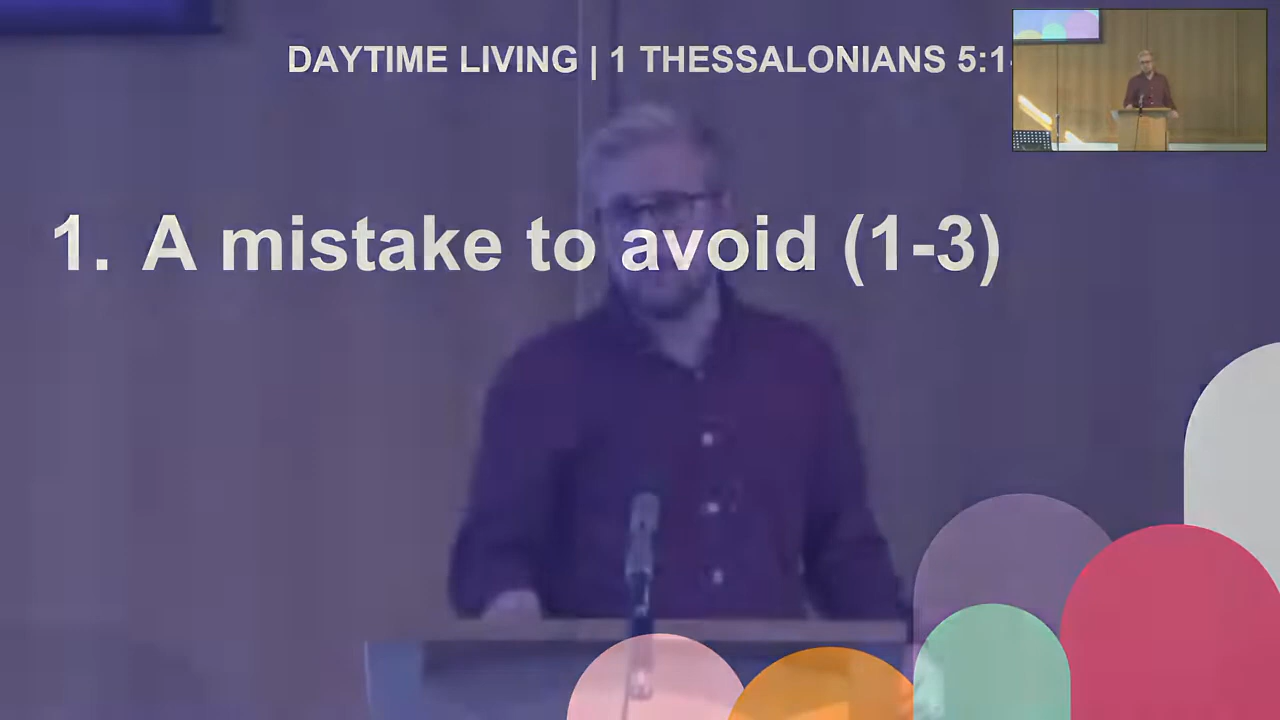 DAYTIME LIVING | 1 THESSALONIANS 5:1-
1. A mistake to avoid (1-3)